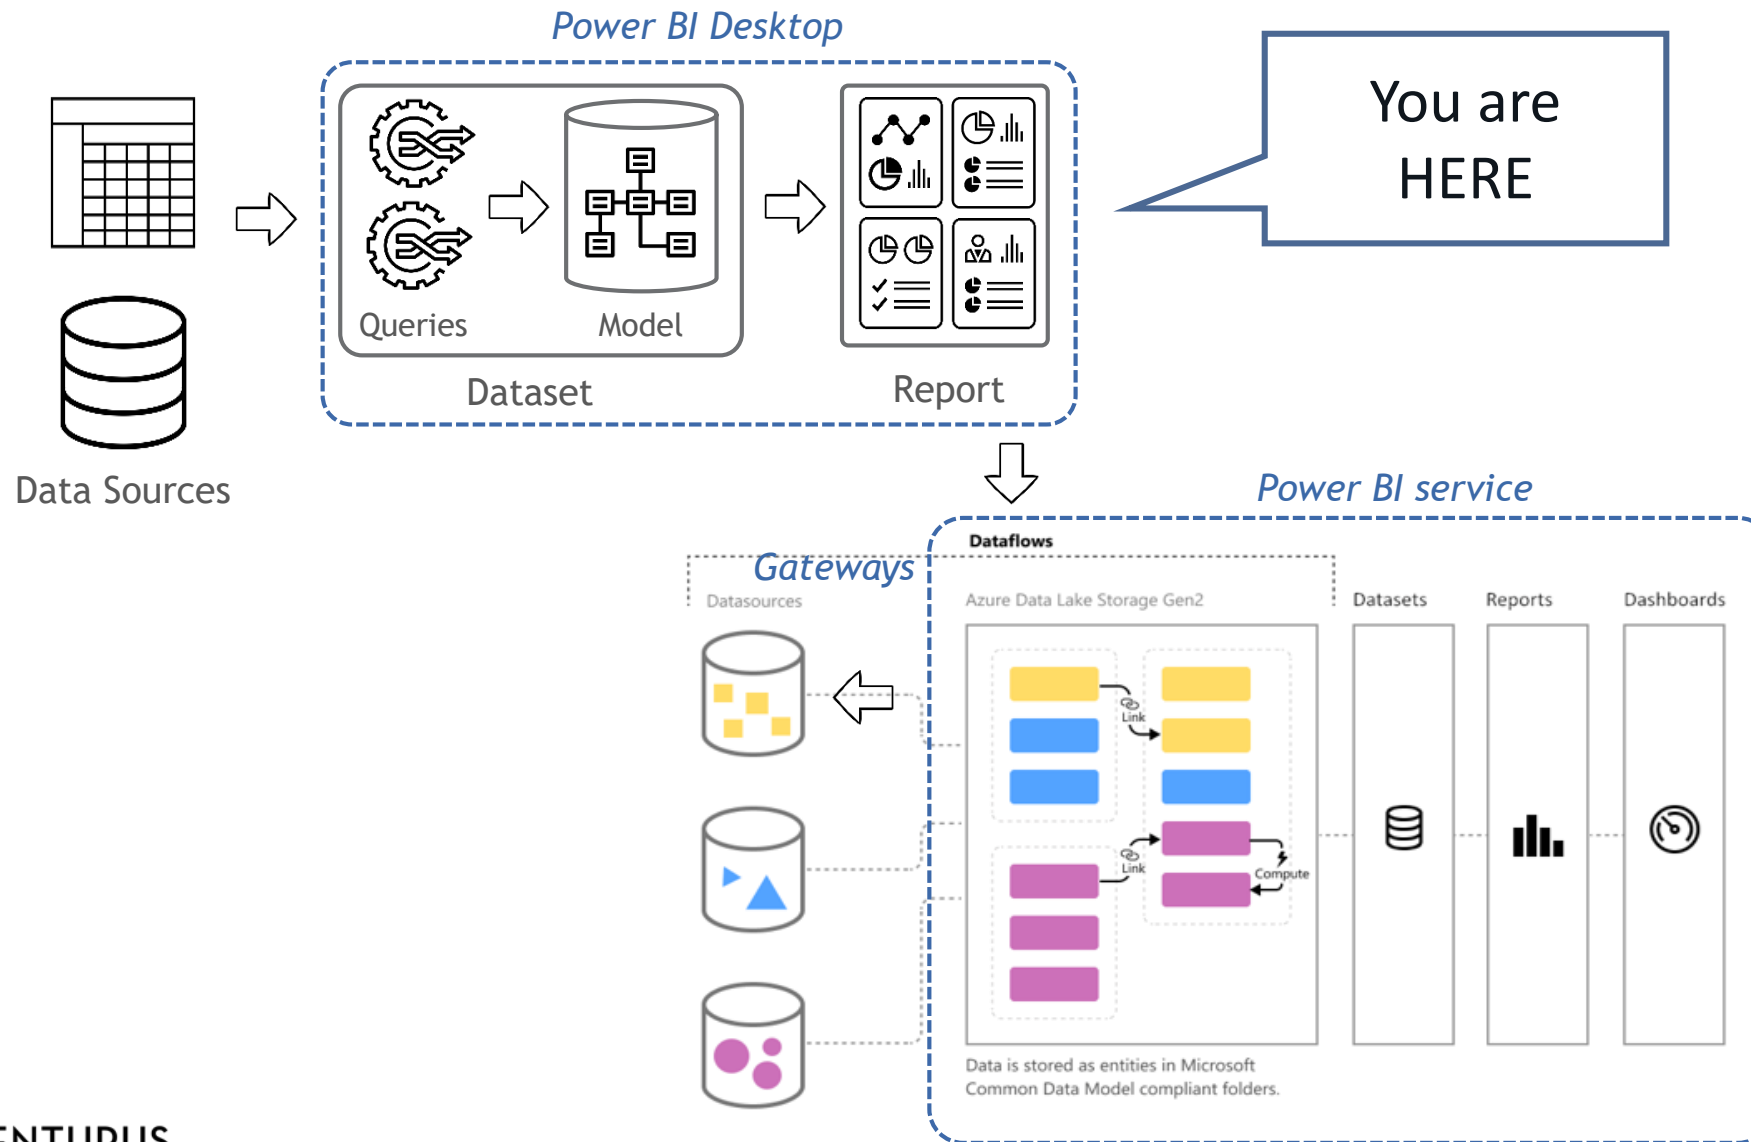 Power BI Desktop
You are
HERE
Queries
Model
Dataset
Report
Data Sources
Power BI service
Dataflows
Gateways
Datasources
Azure Data Lake Storage Gen2
Datasets
Reports
Dashboards
Link
Link
Compute
Data is stored as entities in Microsoft
Common Data Model compliant folders.